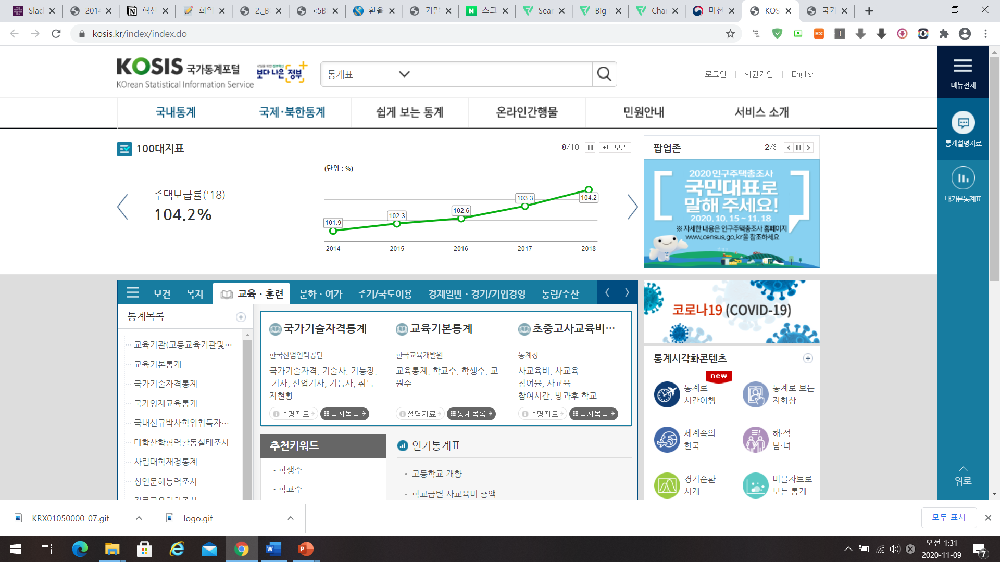 Slac
2014
혁신
회의
2._B
<5B
환율
기말
스크
Sear
Big
Cha
미션
KOS
국가
kosis.kr/index/index.do
KOSIS 국가통계포털
KOrean Statistical Information Service
내일을 위한 정부혁신
보다 나은 정부
통계표
로그인
회원가입
English
메뉴전체
국내통계
국제·북한통계
쉽게 보는 통계
온라인간행물
민원안내
서비스 소개
통계설명자료
내가본통계표
100대지표
8/10
+더보기
(단위 : %)
주택보급률('18)
104.2%
101.9
102.3
102.6
103.3
104.2
2014
2015
2016
2017
2018
팝업존
2/3
2020 인구주택총조사
국민대표로
말해 주세요!
2020. 10. 15 ~ 11. 18
※ 자세한 내용은 인구주택총조사 홈페이지
www.census.go.kr을 참조하세요
보건
복지
교육 · 훈련
문화 · 여가
주거/국토이용
경제일반 · 경기/기업경영
농림/수산
통계목록
교육기관(고등교육기관및···
교육기본통계
국가기술자격통계
국가영재교육통계
국내신규박사학위취득자···
대학산학협력활동실태조사
사립대학재정통계
성인문해능력조사
국가기술자격통계
한국산업인력공단
국가기술자격, 기술사, 기능장,
기사, 산업기사, 기능사, 취득
자현황
설명자료
통계목록
교육기본통계
한국교육개발원
교육통계, 학교수, 학생수, 교
원수
설명자료
통계목록
초중고사교육비···
통계청
사교육비, 사교육
참여율, 사교육
참여시간, 방과후 학교
설명자료
통계목록
추천키워드
· 학생수
· 학교수
인기통계표
고등학교 개황
학교급별 사교육비 총액
코로나19 (COVID-19)
통계시각화콘텐츠
new
통계로
시간여행
통계로 보는
자화상
세계속의
한국
해·석
남·녀
경기순환
시계
버블차트로
보는 통계
위로
KRX01050000_07.gif
logo.gif
모두 표시
오전 1:31
2020-11-09
7